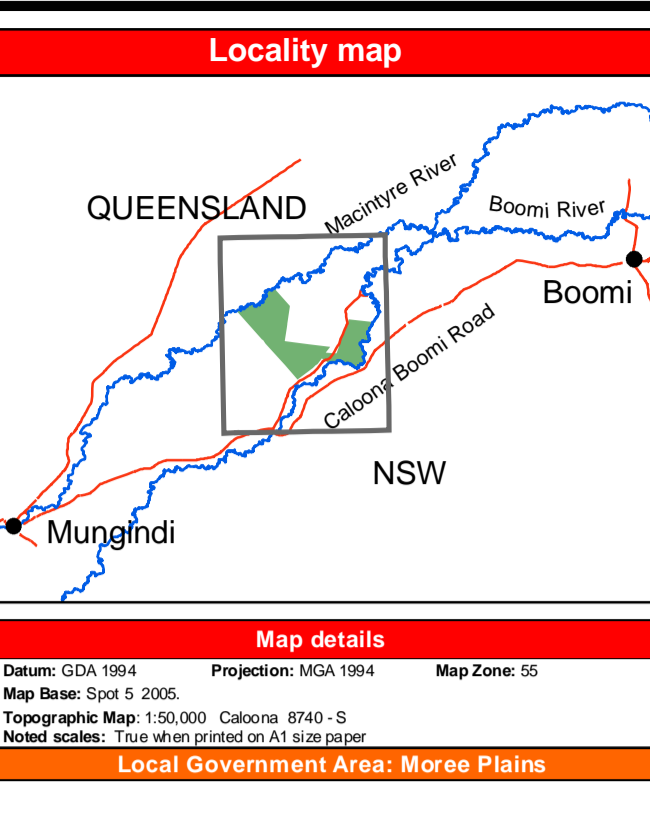 Locality map
Macintyre River
QUEENSLAND
Boomi River
Boomi
Caloona Boomi Road
NSW
Mungindi
Map details
Datum: GDA 1994 Projection: MGA 1994 Map Zone: 55
Map Base: Spot 5 2005.
Topographic Map: 1:50,000 Caloona 8740 - S
Noted scales: True when printed on A1 size paper
Local Government Area: Moree Plains